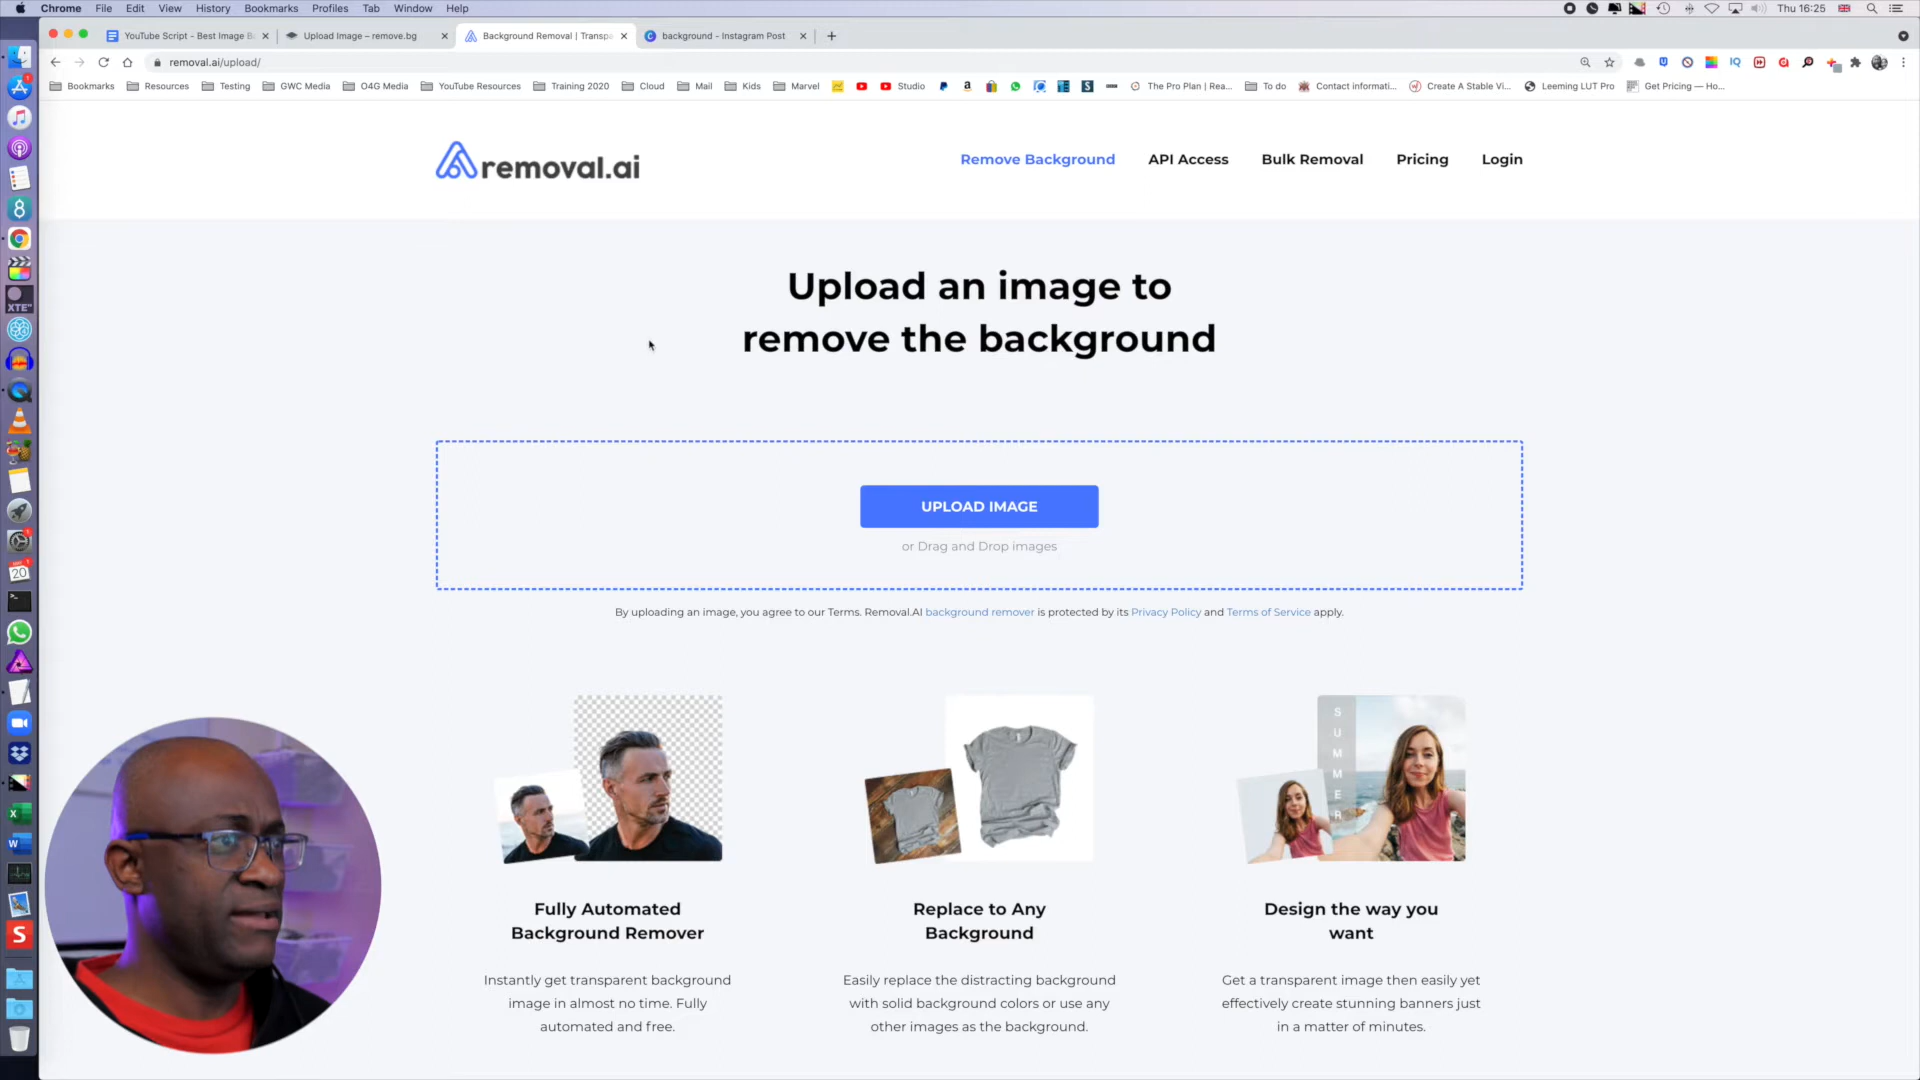 Chrome File Edit View History Bookmarks Profiles Tab Window Help
Thu 16:25
YouTube Script - Best Image B
Upload Image – remove.bg
Background Removal | Transpa
background - Instagram Post
removal.ai/upload/
Bookmarks Resources Testing GWC Media O4G Media YouTube Resources Training 2020 Cloud Mail Kids Marvel Studio The Pro Plan | Rea... To do Contact informati... Create A Stable Vi... Leeming LUT Pro Get Pricing — Ho...
removal.ai
Remove Background API Access Bulk Removal Pricing Login
Upload an image to
remove the background
UPLOAD IMAGE
or Drag and Drop images
By uploading an image, you agree to our Terms. Removal.AI background remover is protected by its Privacy Policy and Terms of Service apply.
SUMMER
Fully Automated
Background Remover
Replace to Any
Background
Design the way you
want
Instantly get transparent background
image in almost no time. Fully
automated and free.
Easily replace the distracting background
with solid background colors or use any
other images as the background.
Get a transparent image then easily yet
effectively create stunning banners just
in a matter of minutes.